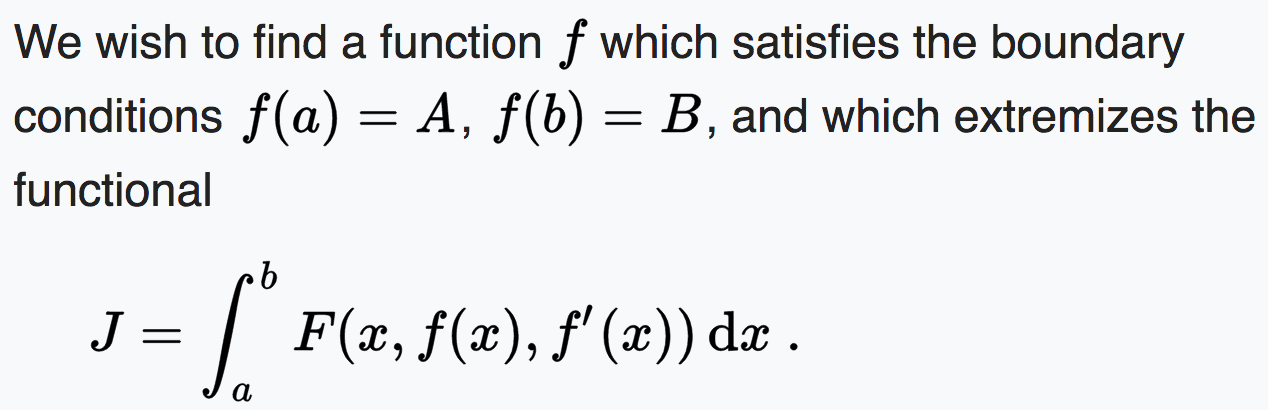 We wish to find a function f which satisfies the boundary
conditions f(a) = A, f(b) = B, and which extremizes the
functional
J = ∫_a^b F(x, f(x), f′(x)) dx .